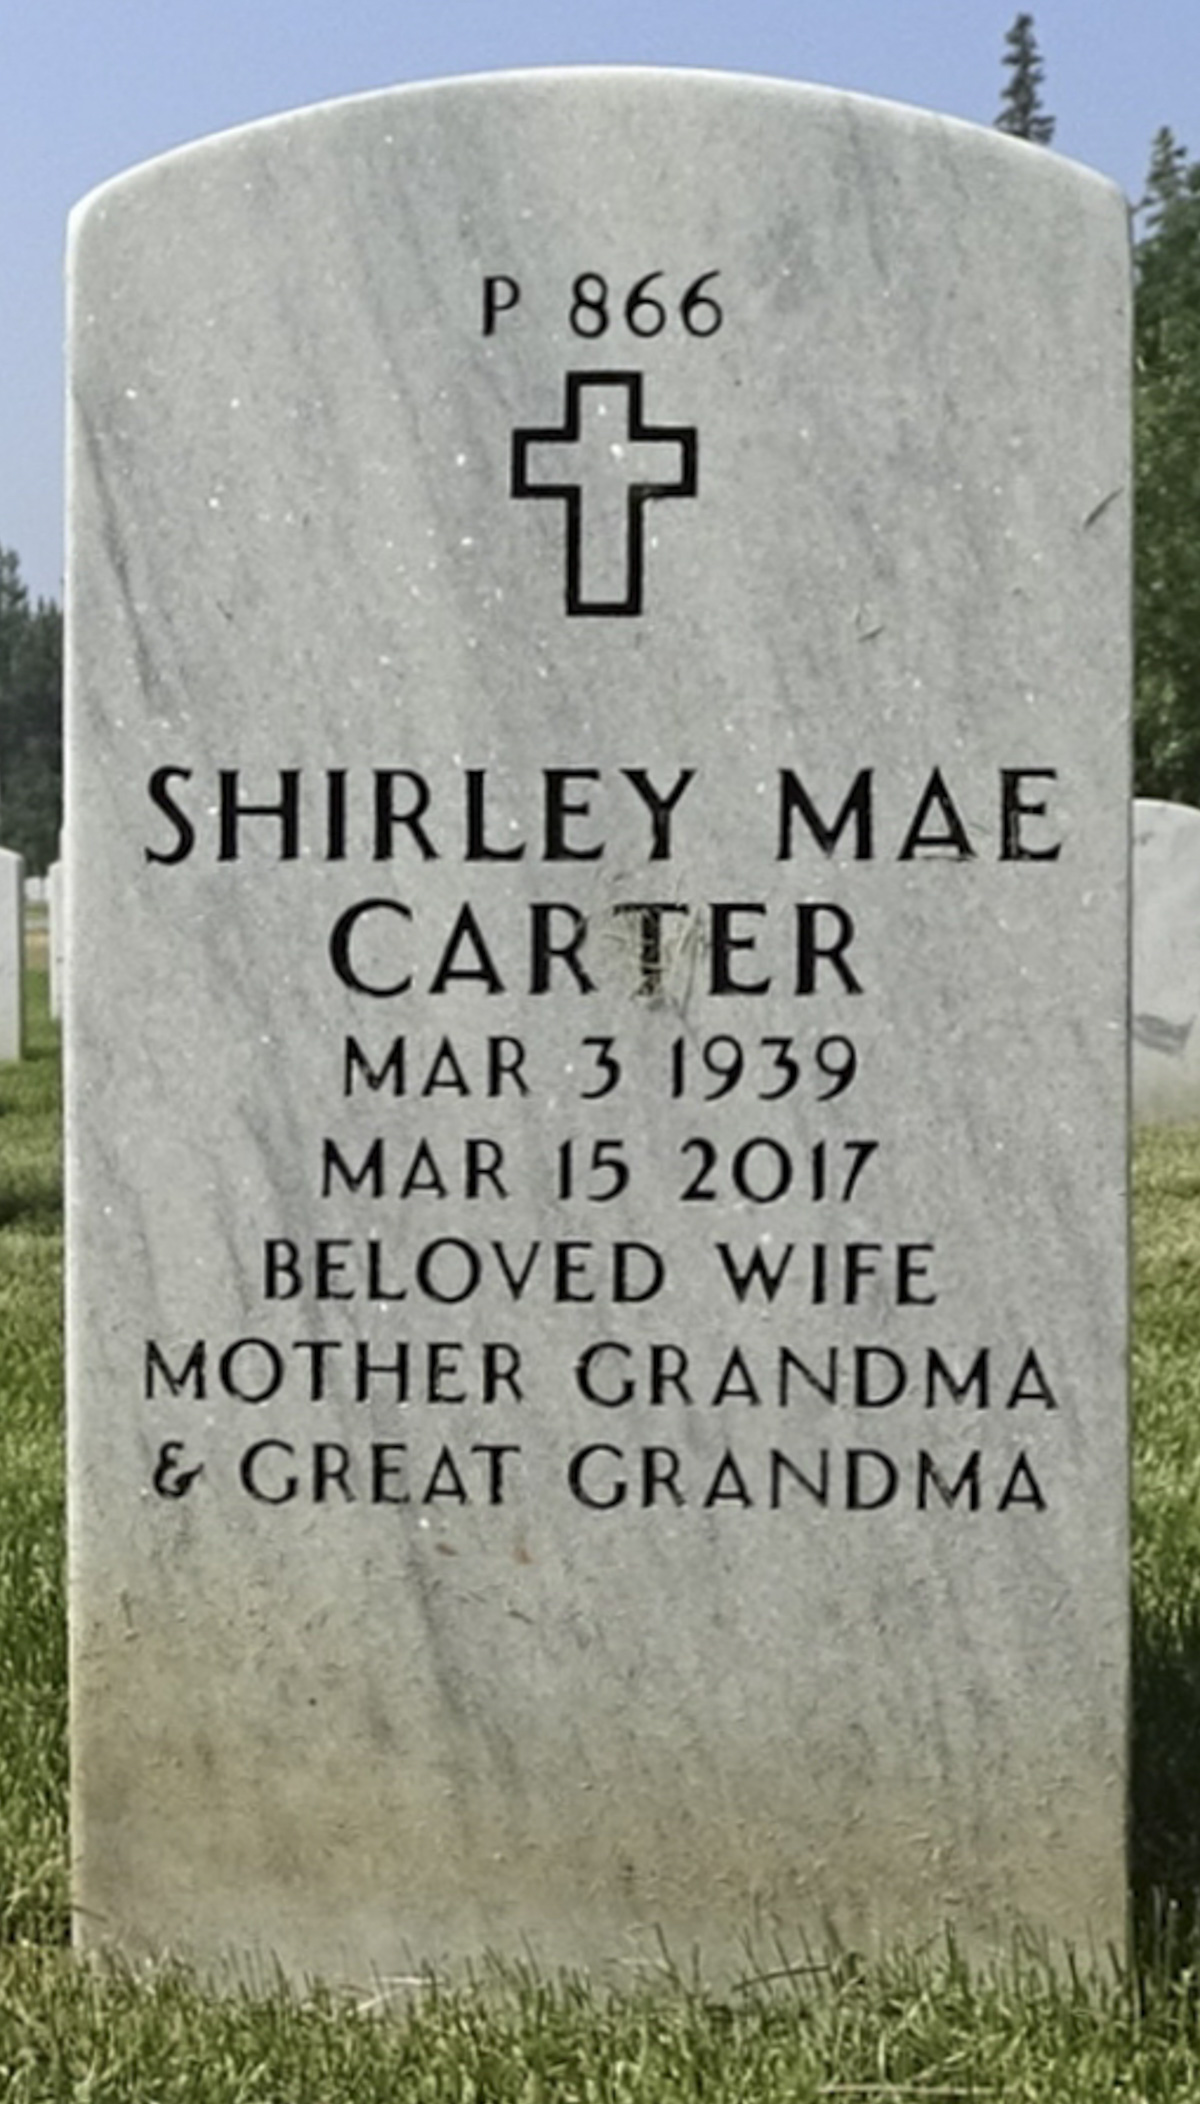 P 866
SHIRLEY MAE
CARTER
MAR 3 1939
MAR 15 2017
BELOVED WIFE
MOTHER GRANDMA
& GREAT GRANDMA